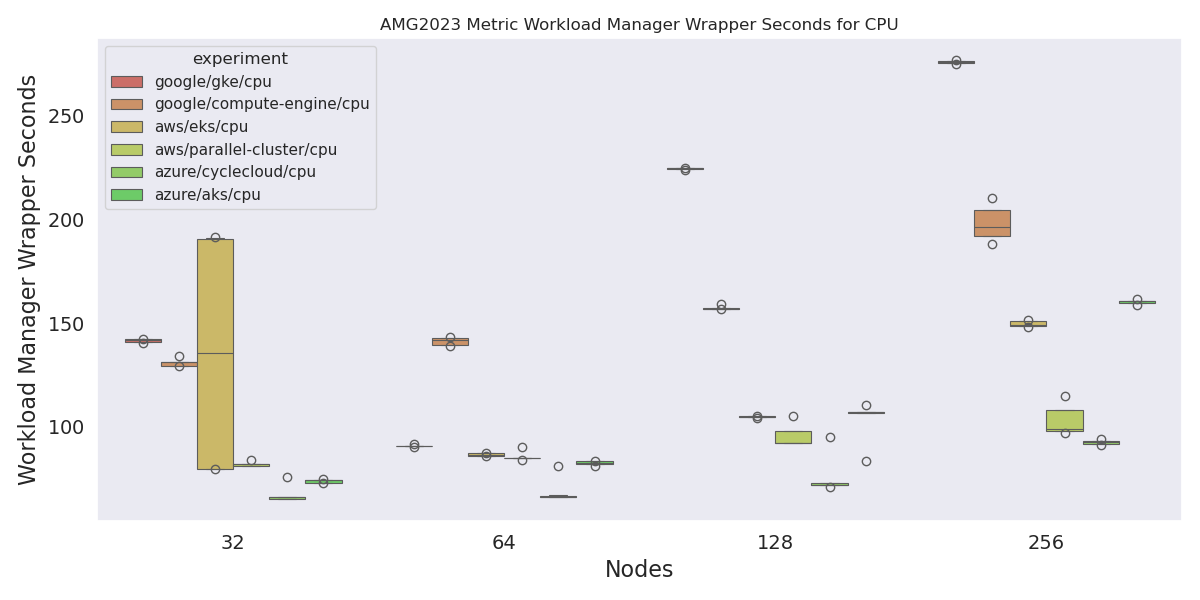 AMG2023 Metric Workload Manager Wrapper Seconds for CPU
experiment
google/gke/cpu
google/compute-engine/cpu
aws/eks/cpu
aws/parallel-cluster/cpu
azure/cyclecloud/cpu
azure/aks/cpu
Workload Manager Wrapper Seconds
250
200
150
100
32
64
128
256
Nodes